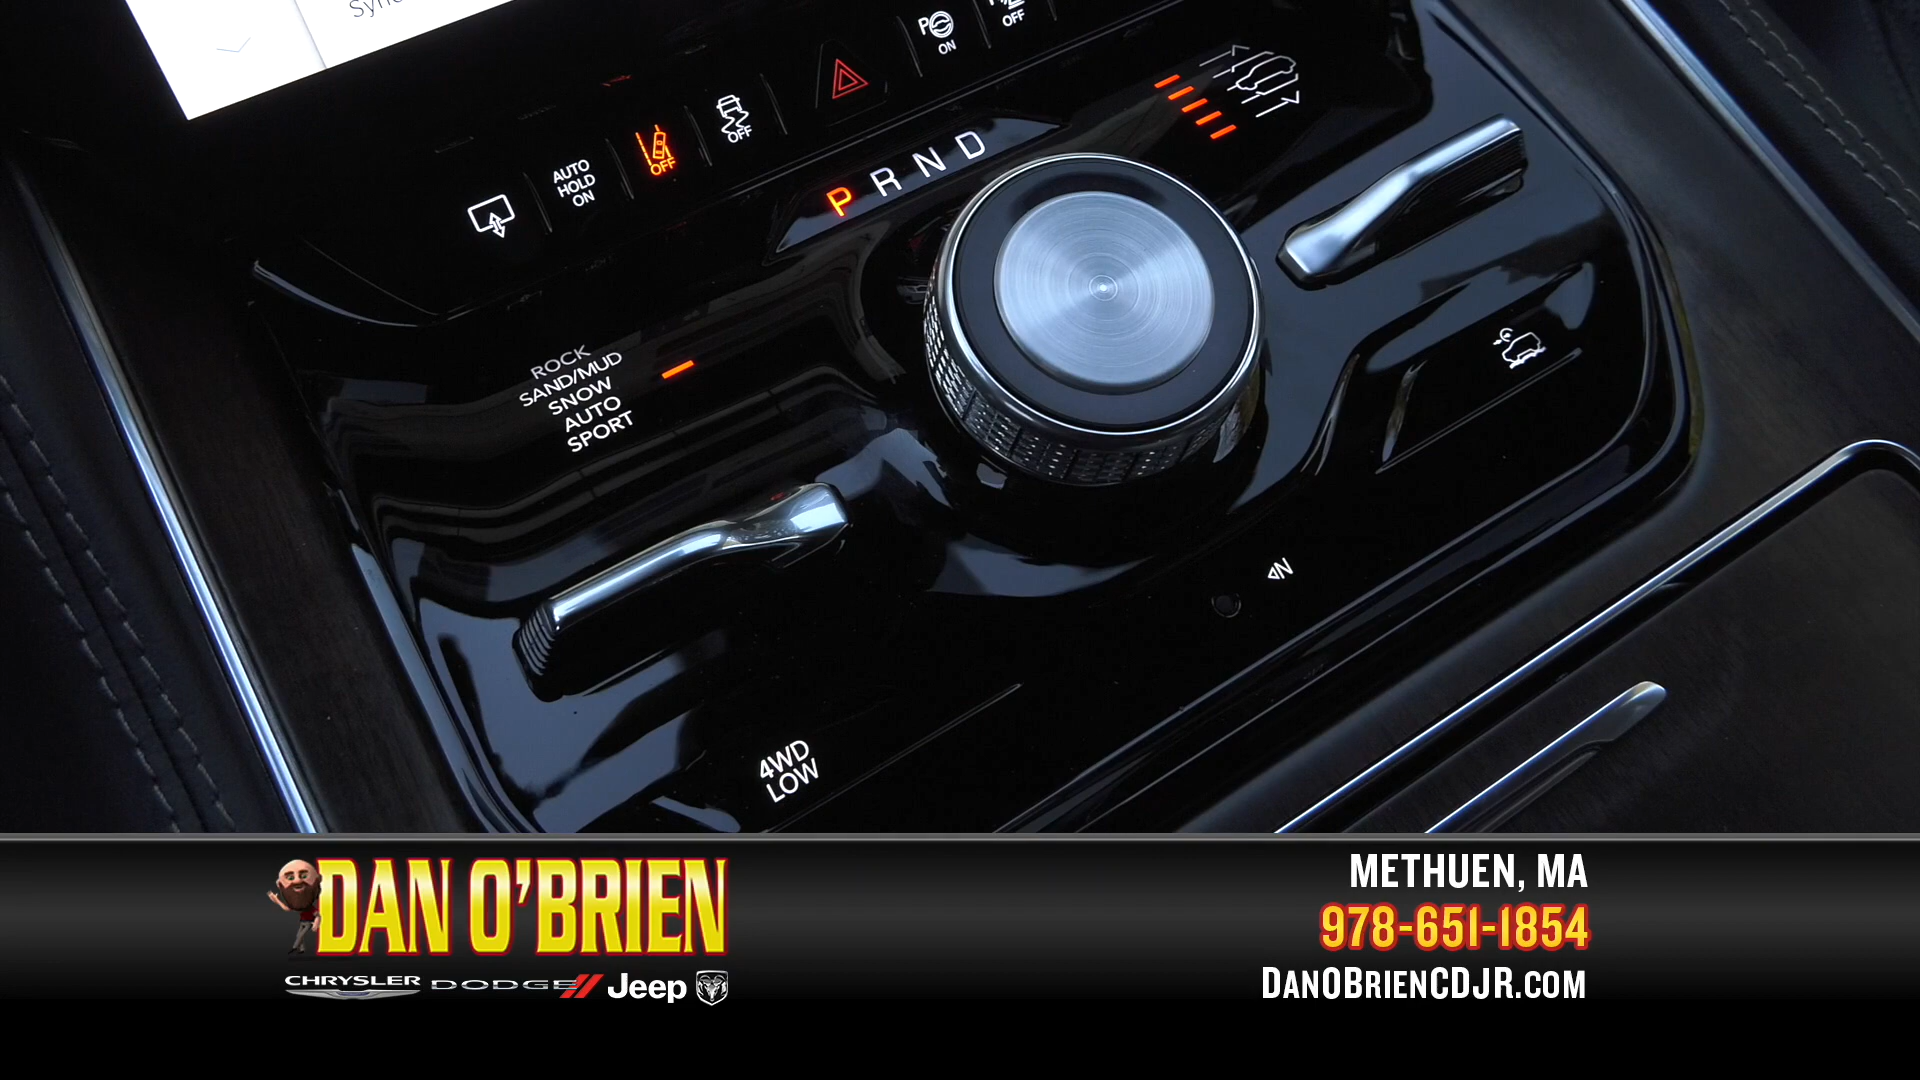 Sync
P
ON
OFF
AUTO
HOLD
ON
OFF
OFF
P R N D
ROCK
SAND/MUD
SNOW
AUTO
SPORT
N
4WD
LOW
DAN O'BRIEN
CHRYSLER DODGE Jeep
METHUEN, MA
978-651-1854
DANOBRIENCDJR.COM